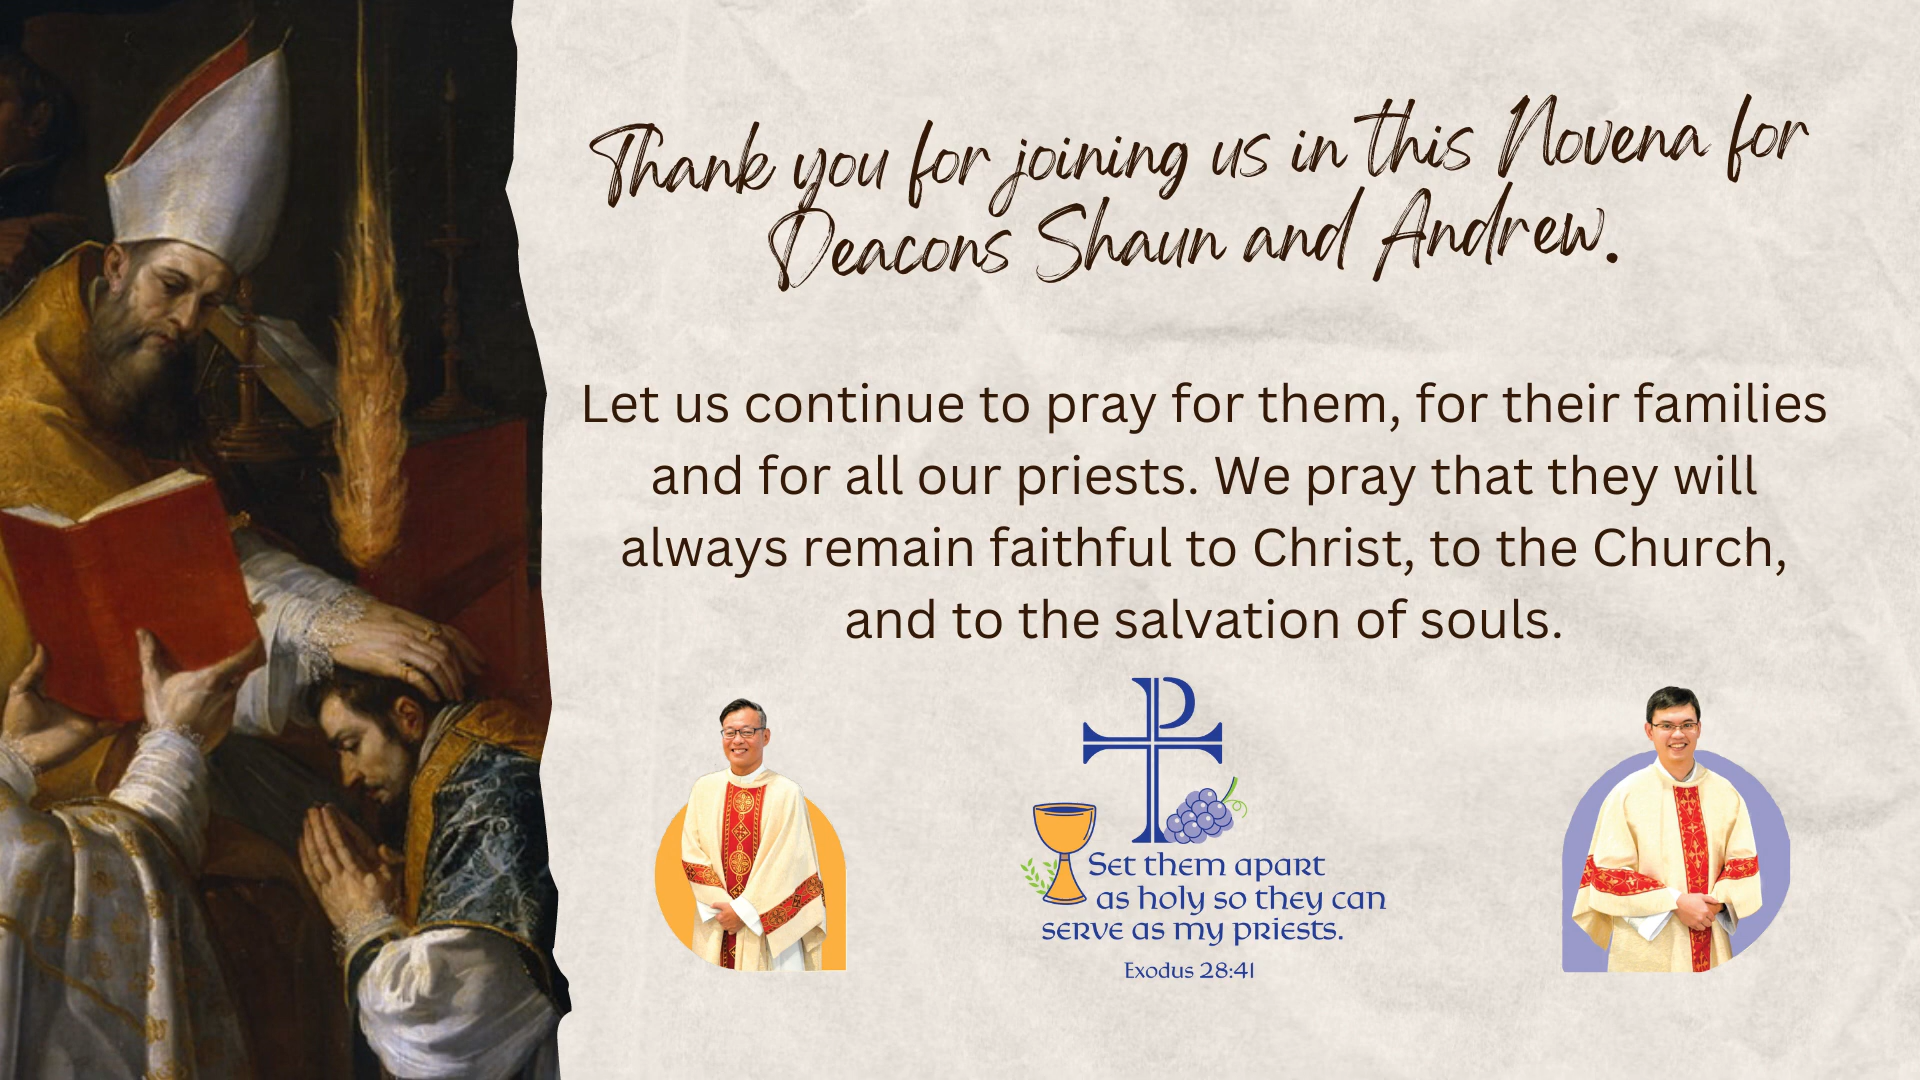 Thank you for joining us in this Novena for
Deacons Shaun and Andrew.
Let us continue to pray for them, for their families
and for all our priests. We pray that they will
always remain faithful to Christ, to the Church,
and to the salvation of souls.
Set them apart
as holy so they can
serve as my priests.
Exodus 28:41